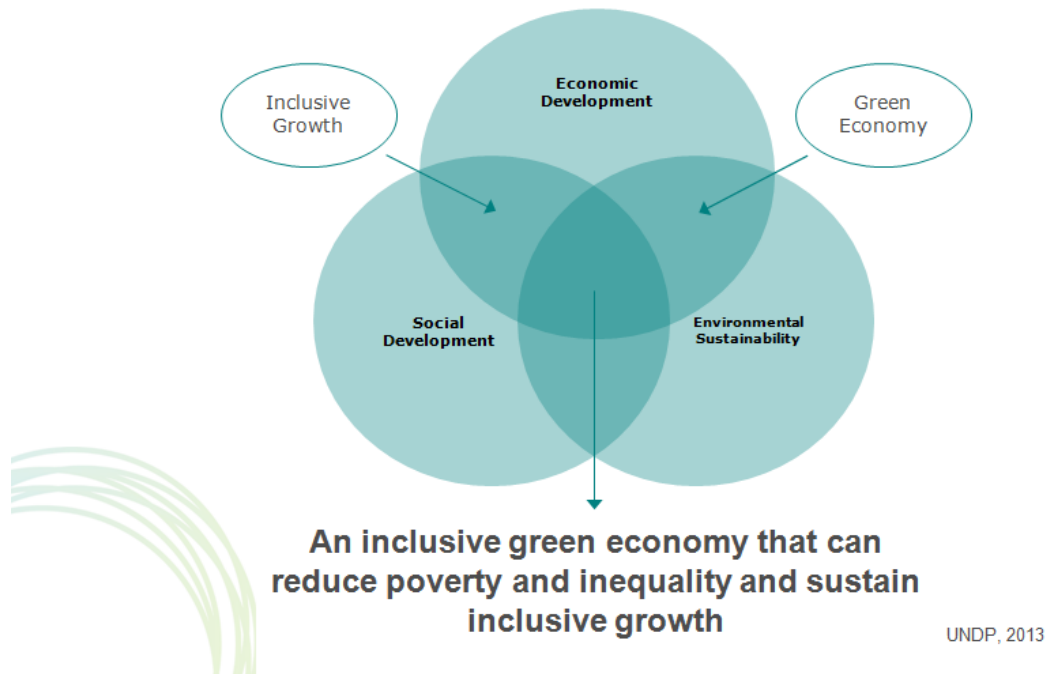 Economic
Development
Inclusive
Growth
Green
Economy
Social
Development
Environmental
Sustainability
An inclusive green economy that can
reduce poverty and inequality and sustain
inclusive growth
UNDP, 2013